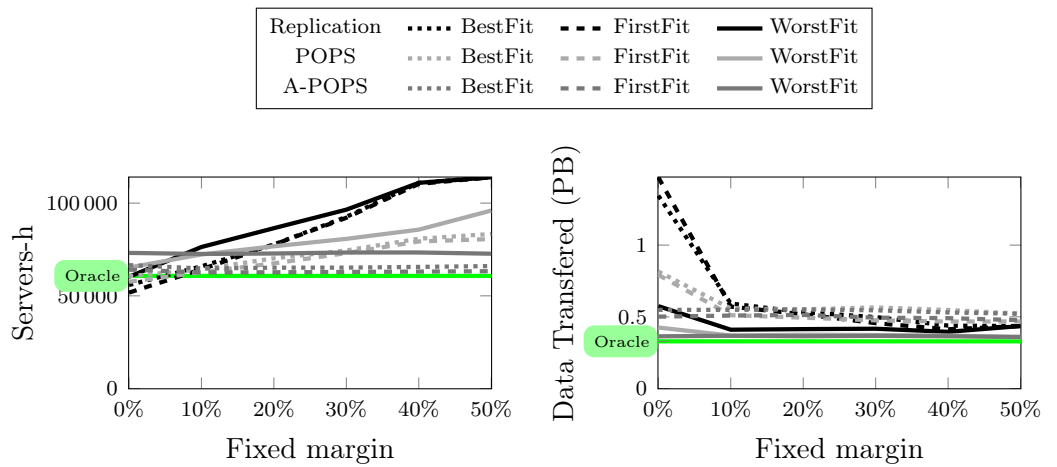 Replication BestFit FirstFit WorstFit
POPS BestFit FirstFit WorstFit
A-POPS BestFit FirstFit WorstFit
Servers-h
100 000
50 000
0
Oracle
0% 10% 20% 30% 40% 50%
Fixed margin
Data Transfered (PB)
1
0.5
0
Oracle
0% 10% 20% 30% 40% 50%
Fixed margin